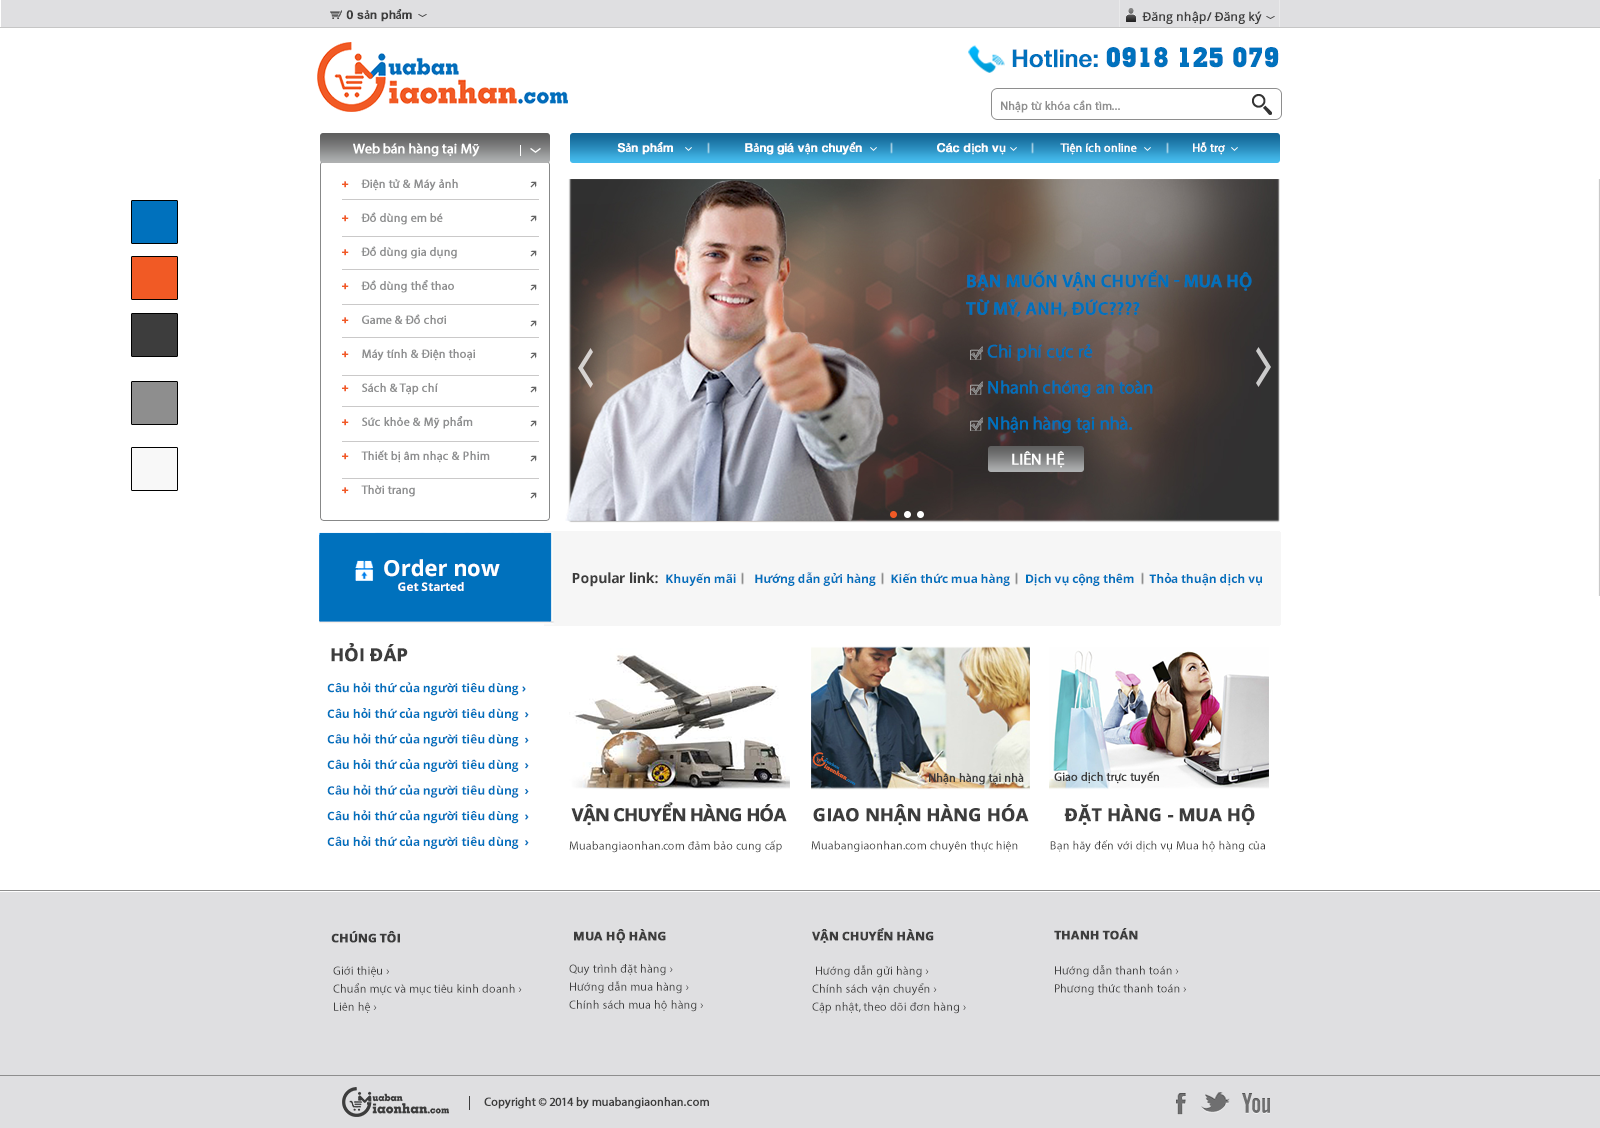 0 sản phẩm
Đăng nhập/ Đăng ký
Muaban
Giaonhan.com
Hotline: 0918 125 079
Nhập từ khóa cần tìm...
Web bán hàng tại Mỹ
Sản phẩm | Bảng giá vận chuyển | Các dịch vụ | Tiện ích online | Hỗ trợ
Điện tử & Máy ảnh
Đồ dùng em bé
Đồ dùng gia dụng
Đồ dùng thể thao
Game & Đồ chơi
Máy tính & Điện thoại
Sách & Tạp chí
Sức khỏe & Mỹ phẩm
Thiết bị âm nhạc & Phim
Thời trang
BẠN MUỐN VẬN CHUYỂN - MUA HỘ
TỪ MỸ, ANH, ĐỨC????
Chi phí cực rẻ
Nhanh chóng an toàn
Nhận hàng tại nhà.
LIÊN HỆ
Order now
Get Started
Popular link: Khuyến mãi | Hướng dẫn gửi hàng | Kiến thức mua hàng | Dịch vụ cộng thêm | Thỏa thuận dịch vụ
HỎI ĐÁP
Câu hỏi thứ của người tiêu dùng ›
Câu hỏi thứ của người tiêu dùng ›
Câu hỏi thứ của người tiêu dùng ›
Câu hỏi thứ của người tiêu dùng ›
Câu hỏi thứ của người tiêu dùng ›
Câu hỏi thứ của người tiêu dùng ›
Câu hỏi thứ của người tiêu dùng ›
VẬN CHUYỂN HÀNG HÓA
Muabangiaonhan.com đảm bảo cung cấp
Muaban
Giaonhan.com
Nhận hàng tại nhà
GIAO NHẬN HÀNG HÓA
Muabangiaonhan.com chuyên thực hiện
Giao dịch trực tuyến
ĐẶT HÀNG - MUA HỘ
Bạn hãy đến với dịch vụ Mua hộ hàng của
CHÚNG TÔI
Giới thiệu ›
Chuẩn mực và mục tiêu kinh doanh ›
Liên hệ ›
MUA HỘ HÀNG
Quy trình đặt hàng ›
Hướng dẫn mua hàng ›
Chính sách mua hộ hàng ›
VẬN CHUYỂN HÀNG
Hướng dẫn gửi hàng ›
Chính sách vận chuyển ›
Cập nhật, theo dõi đơn hàng ›
THANH TOÁN
Hướng dẫn thanh toán ›
Phương thức thanh toán ›
Muaban
Giaonhan.com
| Copyright © 2014 by muabangiaonhan.com
f
You